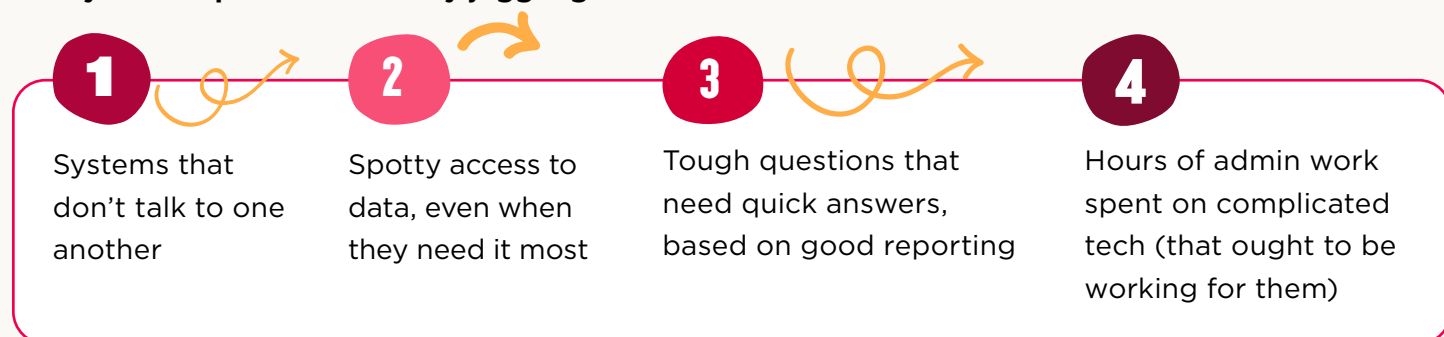 1
Systems that
don’t talk to one
another
2
Spotty access to
data, even when
they need it most
3
Tough questions that
need quick answers,
based on good reporting
4
Hours of admin work
spent on complicated
tech (that ought to be
working for them)